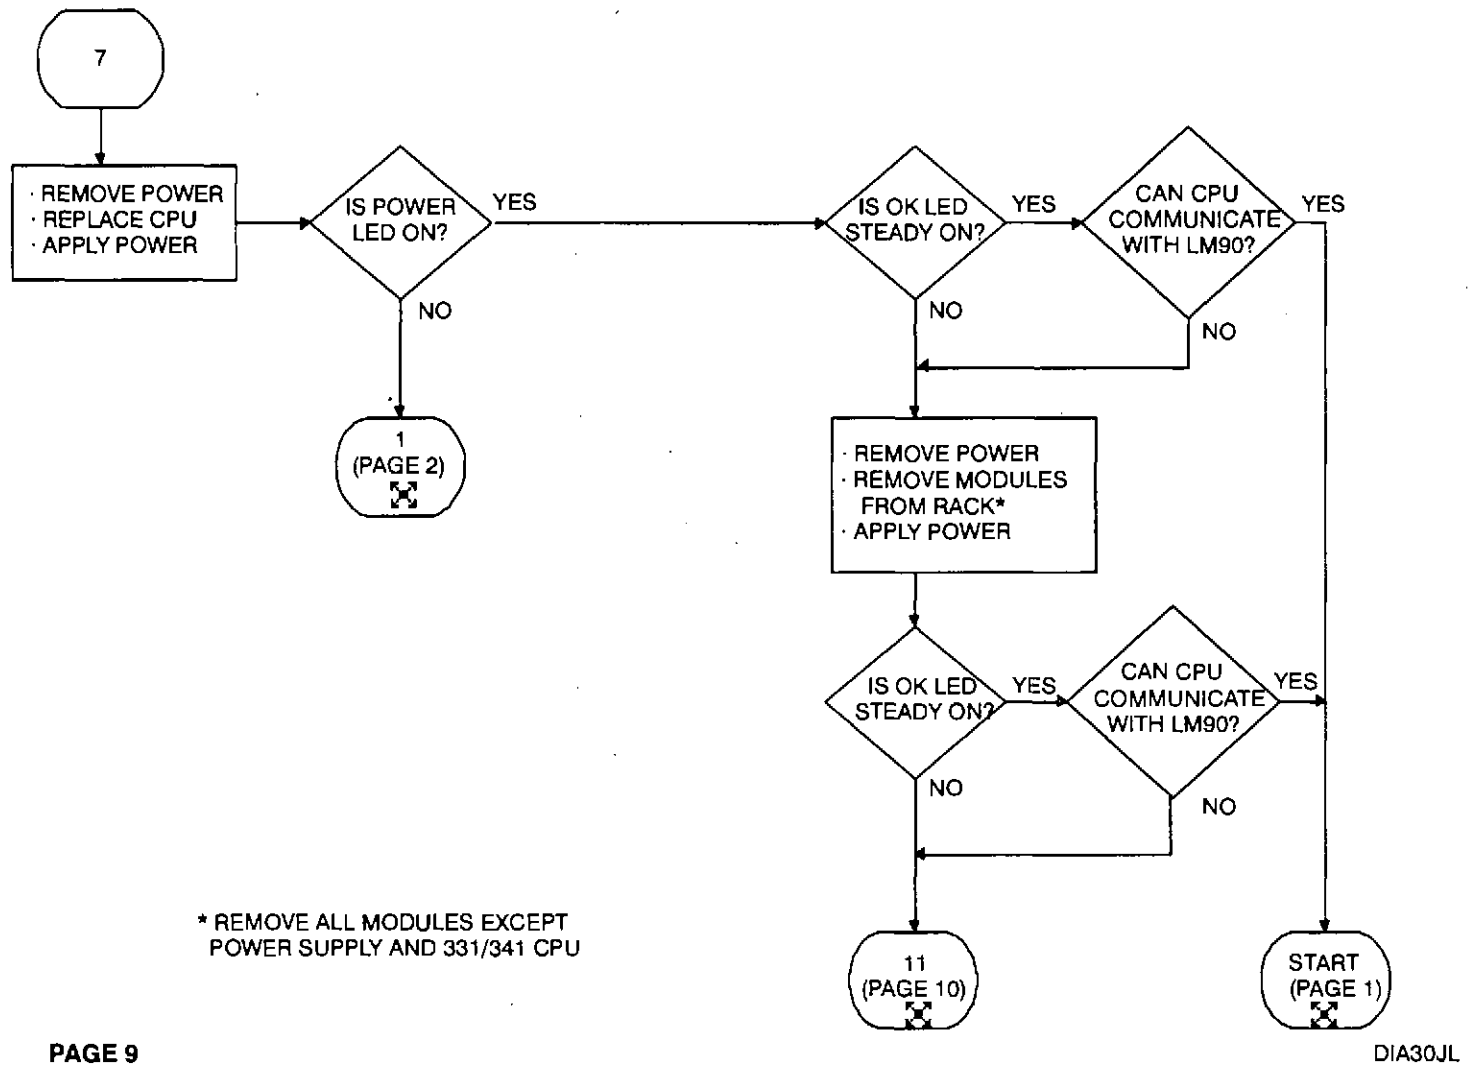 7
· REMOVE POWER
· REPLACE CPU
· APPLY POWER
IS POWER
LED ON?
YES
NO
1
(PAGE 2)
IS OK LED
STEADY ON?
YES
NO
CAN CPU
COMMUNICATE
WITH LM90?
YES
NO
· REMOVE POWER
· REMOVE MODULES
FROM RACK*
· APPLY POWER
IS OK LED
STEADY ON?
YES
NO
CAN CPU
COMMUNICATE
WITH LM90?
YES
NO
* REMOVE ALL MODULES EXCEPT
POWER SUPPLY AND 331/341 CPU
11
(PAGE 10)
START
(PAGE 1)
PAGE 9
DIA30JL